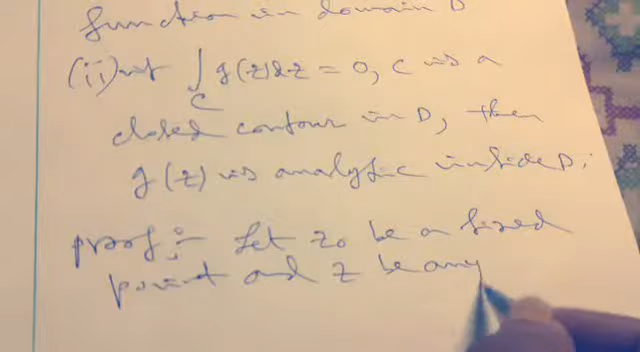 function in domain D
(ii) if ∫_C g(z)dz = 0, C is a
closed contour in D, then
g(z) is analytic inside D.
proof:- Let z₀ be a fixed
point and z be any